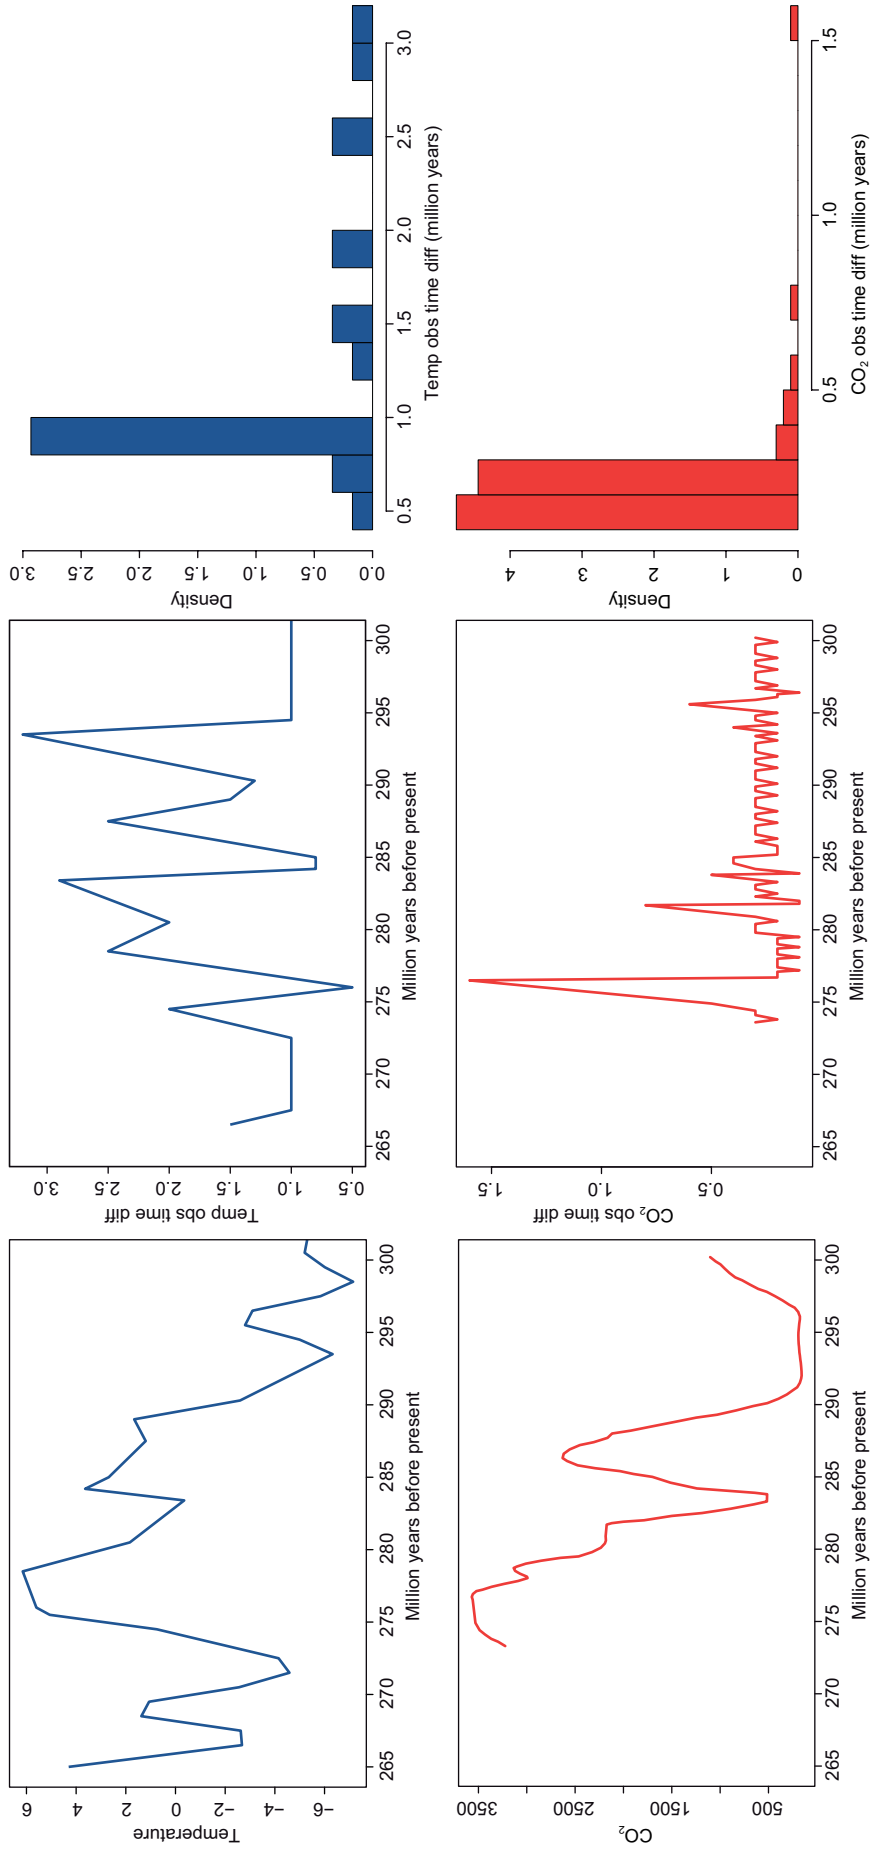 Temperature
6
4
2
0
−2
−4
−6
265 270 275 280 285 290 295 300
Million years before present
Temp obs time diff
3.0
2.5
2.0
1.5
1.0
0.5
265 270 275 280 285 290 295 300
Million years before present
Density
3.0
2.5
2.0
1.5
1.0
0.5
0.0
0.5 1.0 1.5 2.0 2.5 3.0
Temp obs time diff (million years)
CO₂
3500
2500
1500
500
265 270 275 280 285 290 295 300
Million years before present
CO₂ obs time diff
1.5
1.0
0.5
265 270 275 280 285 290 295 300
Million years before present
Density
4
3
2
1
0
0.5 1.0 1.5
CO₂ obs time diff (million years)